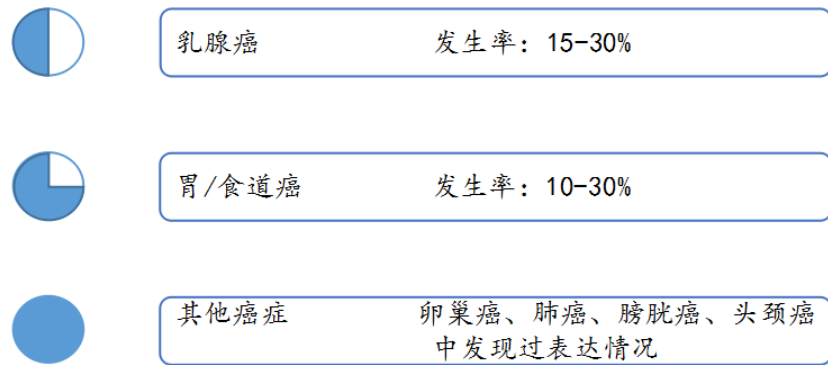 乳腺癌 发生率：15-30%
胃/食道癌 发生率：10-30%
其他癌症 卵巢癌、肺癌、膀胱癌、头颈癌
中发现过表达情况